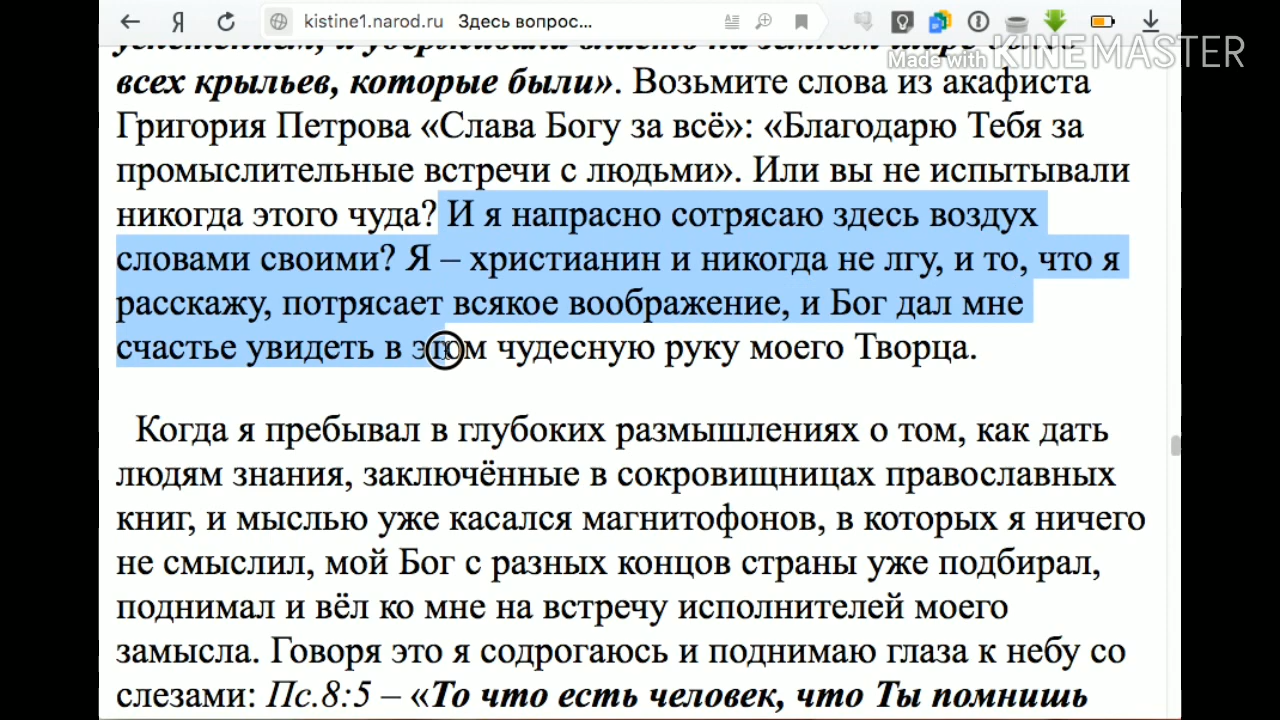 kistine1.narod.ru Здесь вопрос...
Made with KINEMASTER
всех крыльев, которые были». Возьмите слова из акафиста
Григория Петрова «Слава Богу за всё»: «Благодарю Тебя за
промыслительные встречи с людьми». Или вы не испытывали
никогда этого чуда? И я напрасно сотрясаю здесь воздух
словами своими? Я – христианин и никогда не лгу, и то, что я
расскажу, потрясает всякое воображение, и Бог дал мне
счастье увидеть в этом чудесную руку моего Творца.
Когда я пребывал в глубоких размышлениях о том, как дать
людям знания, заключённые в сокровищницах православных
книг, и мыслью уже касался магнитофонов, в которых я ничего
не смыслил, мой Бог с разных концов страны уже подбирал,
поднимал и вёл ко мне на встречу исполнителей моего
замысла. Говоря это я содрогаюсь и поднимаю глаза к небу со
слезами: Пс.8:5 – «То что есть человек, что Ты помнишь